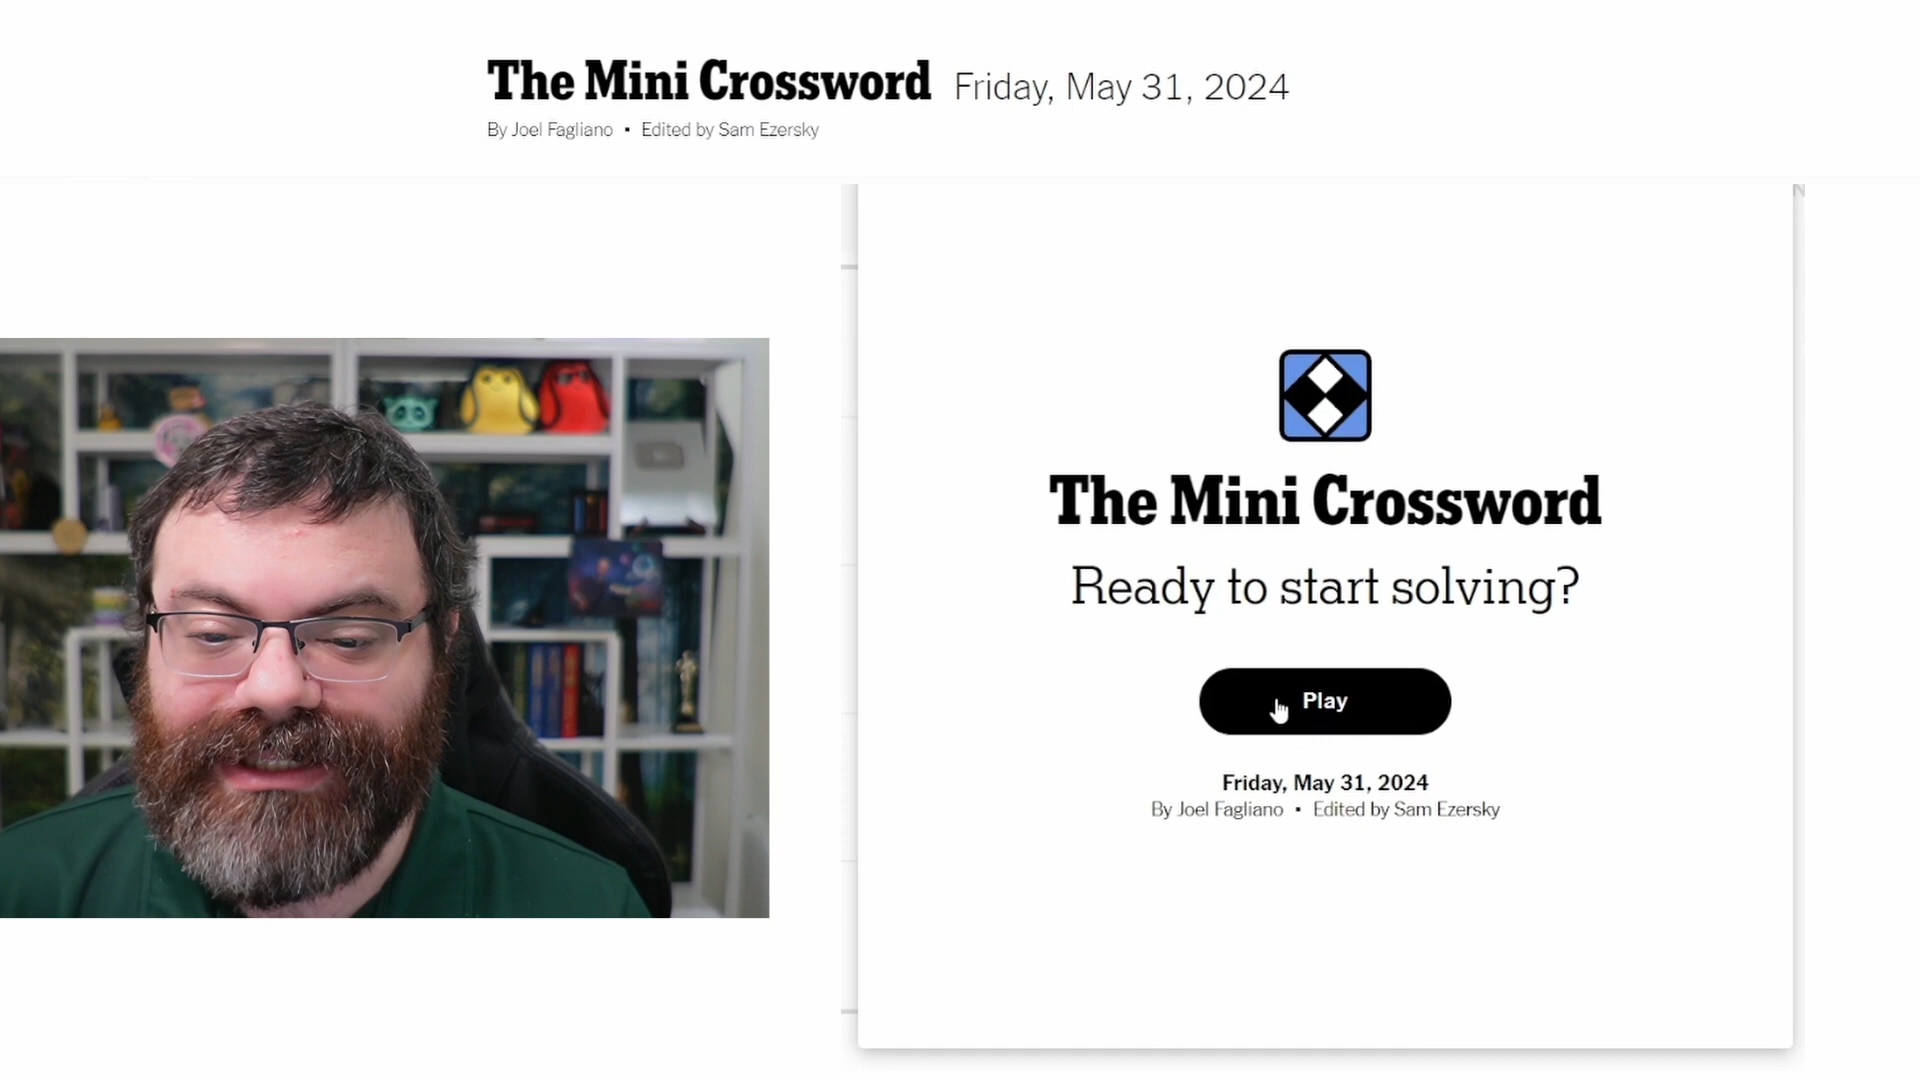 The Mini Crossword Friday, May 31, 2024
By Joel Fagliano • Edited by Sam Ezersky
The Mini Crossword
Ready to start solving?
Play
Friday, May 31, 2024
By Joel Fagliano • Edited by Sam Ezersky